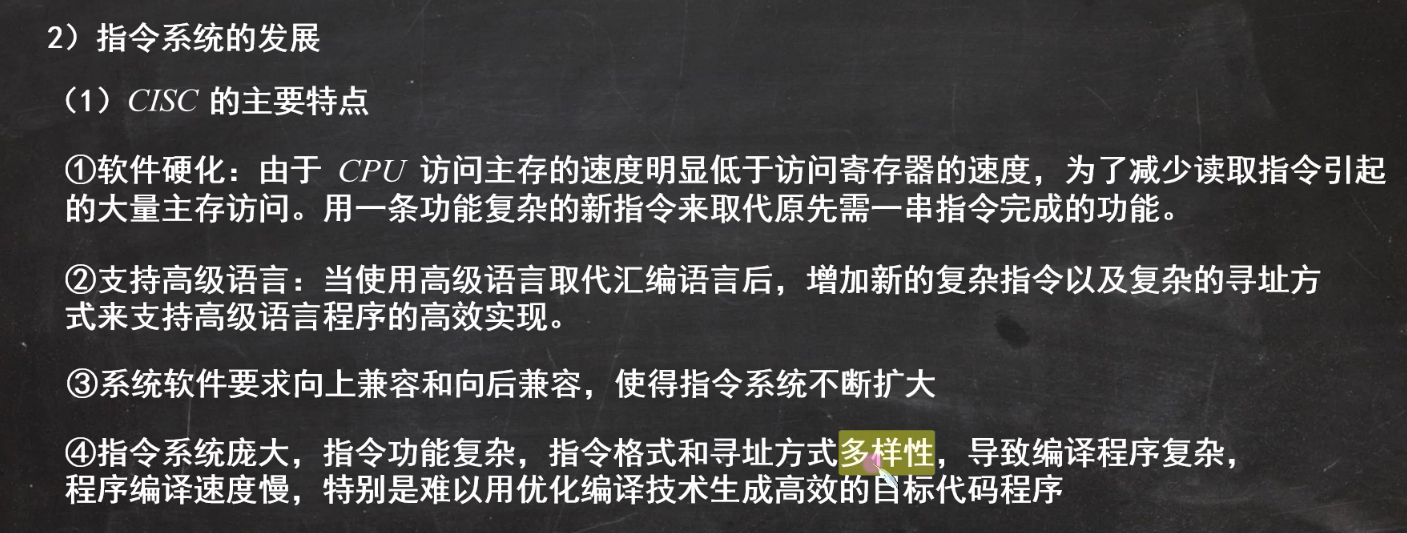 2）指令系统的发展
（1）CISC 的主要特点
①软件硬化：由于 CPU 访问主存的速度明显低于访问寄存器的速度，为了减少读取指令引起
的大量主存访问。用一条功能复杂的新指令来取代原先需一串指令完成的功能。
②支持高级语言：当使用高级语言取代汇编语言后，增加新的复杂指令以及复杂的寻址方
式来支持高级语言程序的高效实现。
③系统软件要求向上兼容和向后兼容，使得指令系统不断扩大
④指令系统庞大，指令功能复杂，指令格式和寻址方式多样性，导致编译程序复杂，
程序编译速度慢，特别是难以用优化编译技术生成高效的目标代码程序